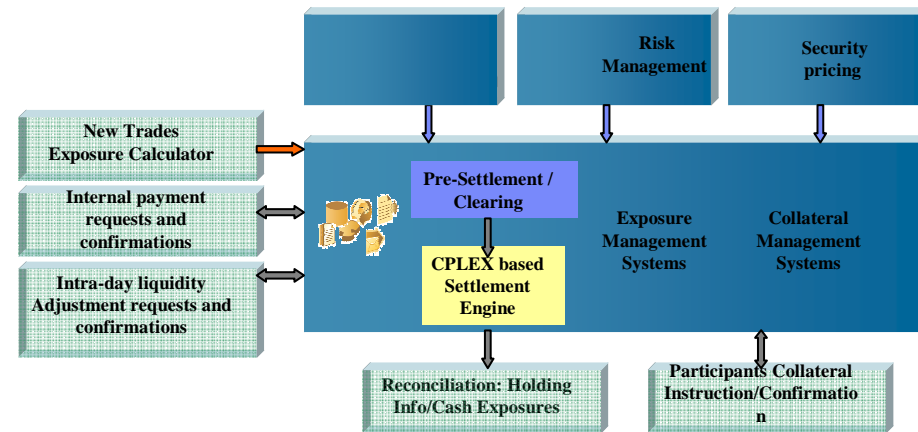 Risk
Management
Security
pricing
New Trades
Exposure Calculator
Internal payment
requests and
confirmations
Intra-day liquidity
Adjustment requests and
confirmations
Pre-Settlement /
Clearing
CPLEX based
Settlement
Engine
Exposure
Management
Systems
Collateral
Management
Systems
Reconciliation: Holding
Info/Cash Exposures
Participants Collateral
Instruction/Confirmatio
n